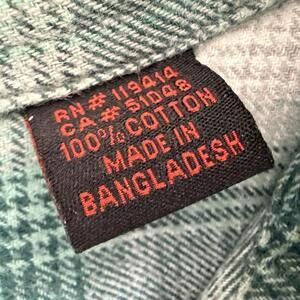 RN# 119414
CA# 51048
100% COTTON
MADE IN
BANGLADESH